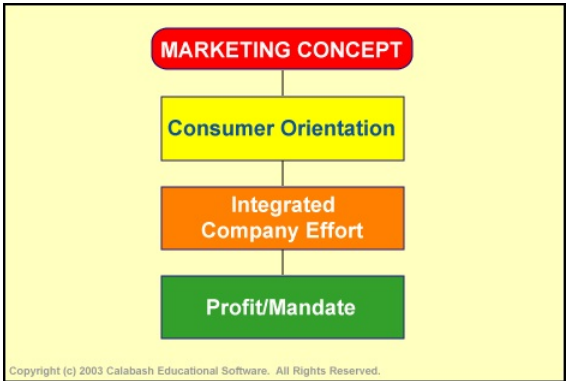 MARKETING CONCEPT
Consumer Orientation
Integrated
Company Effort
Profit/Mandate
Copyright (c) 2003 Calabash Educational Software. All Rights Reserved.